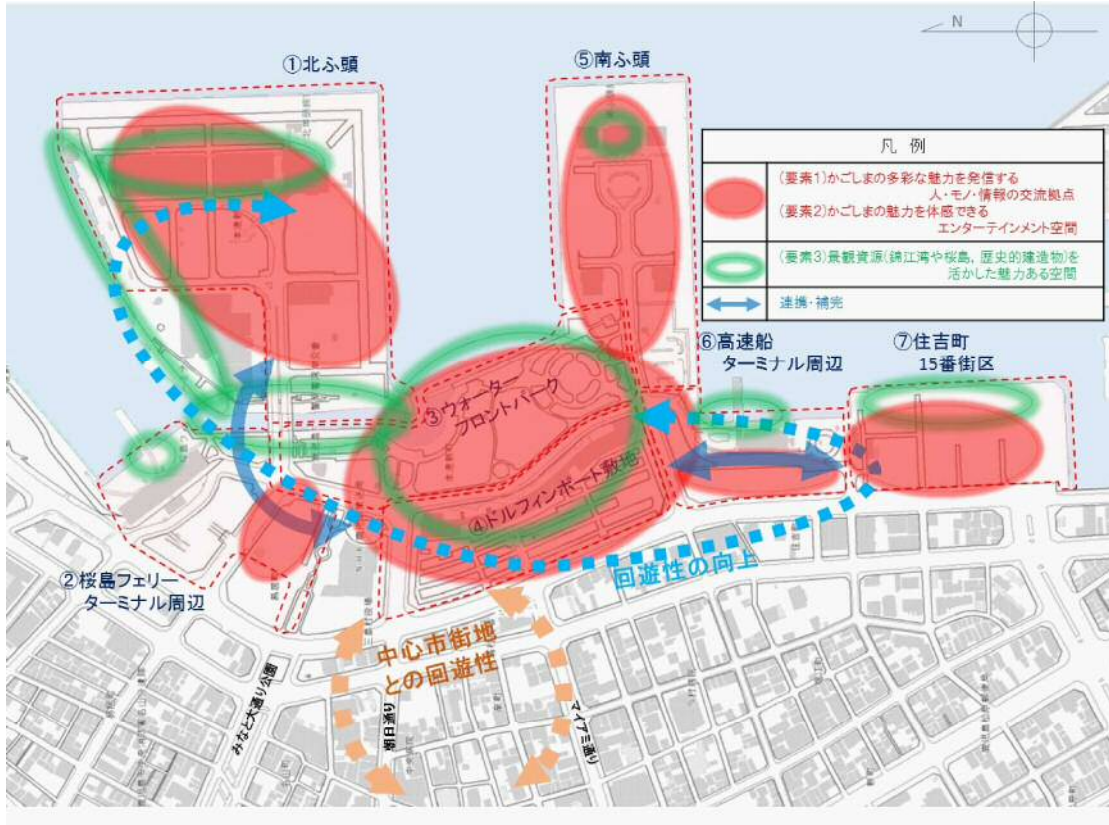 N
①北ふ頭
⑤南ふ頭
凡 例
(要素1)かごしまの多彩な魅力を発信する
人・モノ・情報の交流拠点
(要素2)かごしまの魅力を体感できる
エンターテインメント空間
(要素3)景観資源(錦江湾や桜島,歴史的建造物)を
活かした魅力ある空間
連携・補完
⑥高速船
ターミナル周辺
⑦住吉町
15番街区
③ウォーター
フロントパーク
④ドルフィンポート敷地
②桜島フェリー
ターミナル周辺
回遊性の向上
中心市街地
との回遊性
みなと大通り公園
朝日通り
マイアミ通り